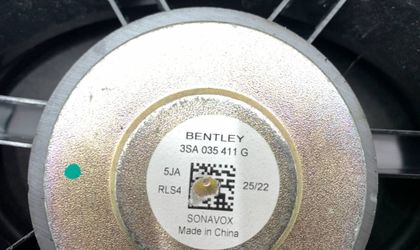 BENTLEY
3SA 035 411 G
5JA
RLS4
25/22
SONAVOX
Made in China